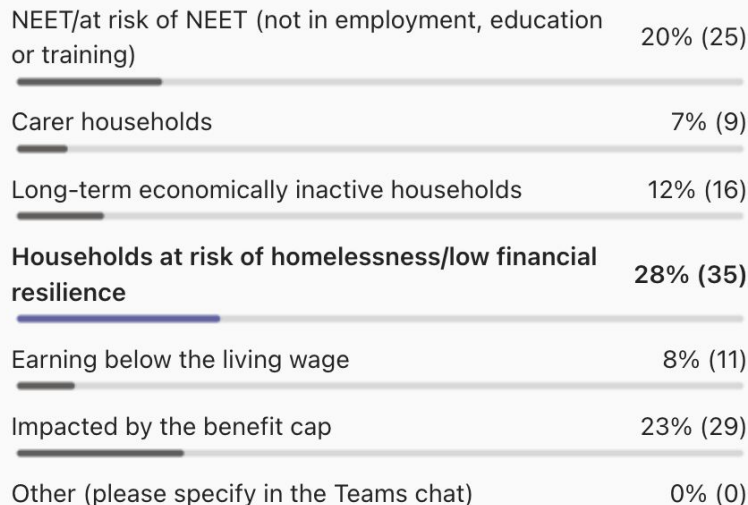 NEET/at risk of NEET (not in employment, education
or training)
20% (25)
Carer households
7% (9)
Long-term economically inactive households
12% (16)
Households at risk of homelessness/low financial
resilience
28% (35)
Earning below the living wage
8% (11)
Impacted by the benefit cap
23% (29)
Other (please specify in the Teams chat)
0% (0)